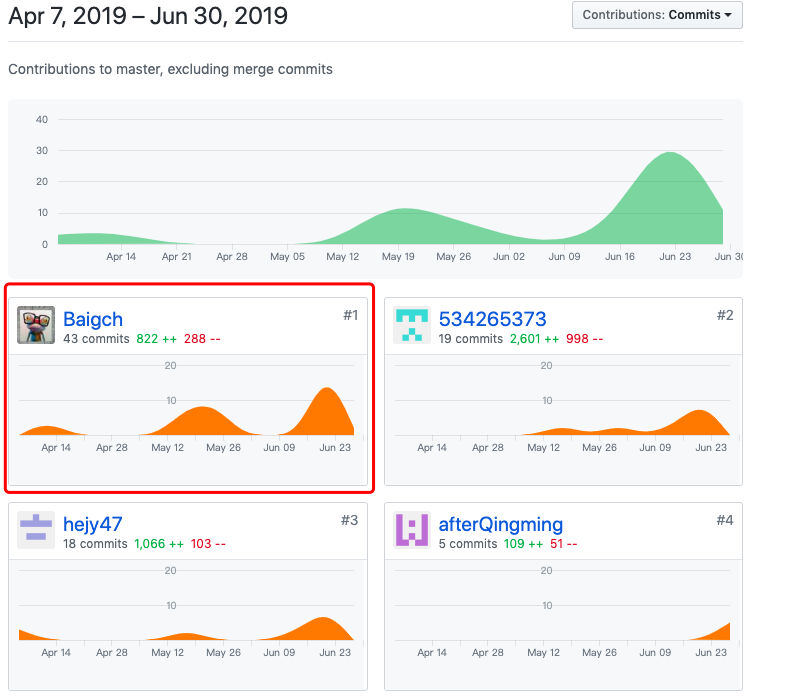 Apr 7, 2019 – Jun 30, 2019
Contributions: Commits
Contributions to master, excluding merge commits
40
30
20
10
0
Apr 14 Apr 21 Apr 28 May 05 May 12 May 19 May 26 Jun 02 Jun 09 Jun 16 Jun 23 Jun 30
Baigch #1
43 commits 822 ++ 288 --
20
10
Apr 14 Apr 28 May 12 May 26 Jun 09 Jun 23
534265373 #2
19 commits 2,601 ++ 998 --
20
10
Apr 14 Apr 28 May 12 May 26 Jun 09 Jun 23
hejy47 #3
18 commits 1,066 ++ 103 --
20
10
Apr 14 Apr 28 May 12 May 26 Jun 09 Jun 23
afterQingming #4
5 commits 109 ++ 51 --
20
10
Apr 14 Apr 28 May 12 May 26 Jun 09 Jun 23